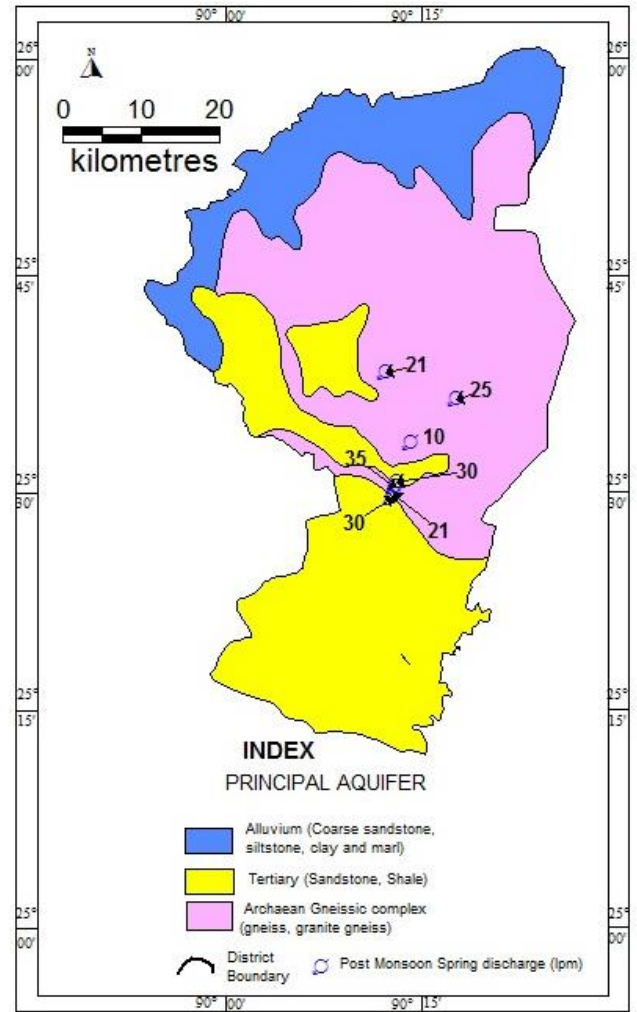 90° 00' 90° 15'
26° 00' N 26° 00'
0 10 20
kilometres
25° 45' 25° 45'
21
25
10
35 30
25° 30' 25° 30'
30 21
25° 15' 25° 15'
INDEX
PRINCIPAL AQUIFER
Alluvium (Coarse sandstone,
siltstone, clay and marl)
Tertiary (Sandstone, Shale)
Archaean Gneissic complex
(gneiss, granite gneiss)
25° 00' 25° 00'
District
Boundary
Post Monsoon Spring discharge (lpm)
90° 00' 90° 15'